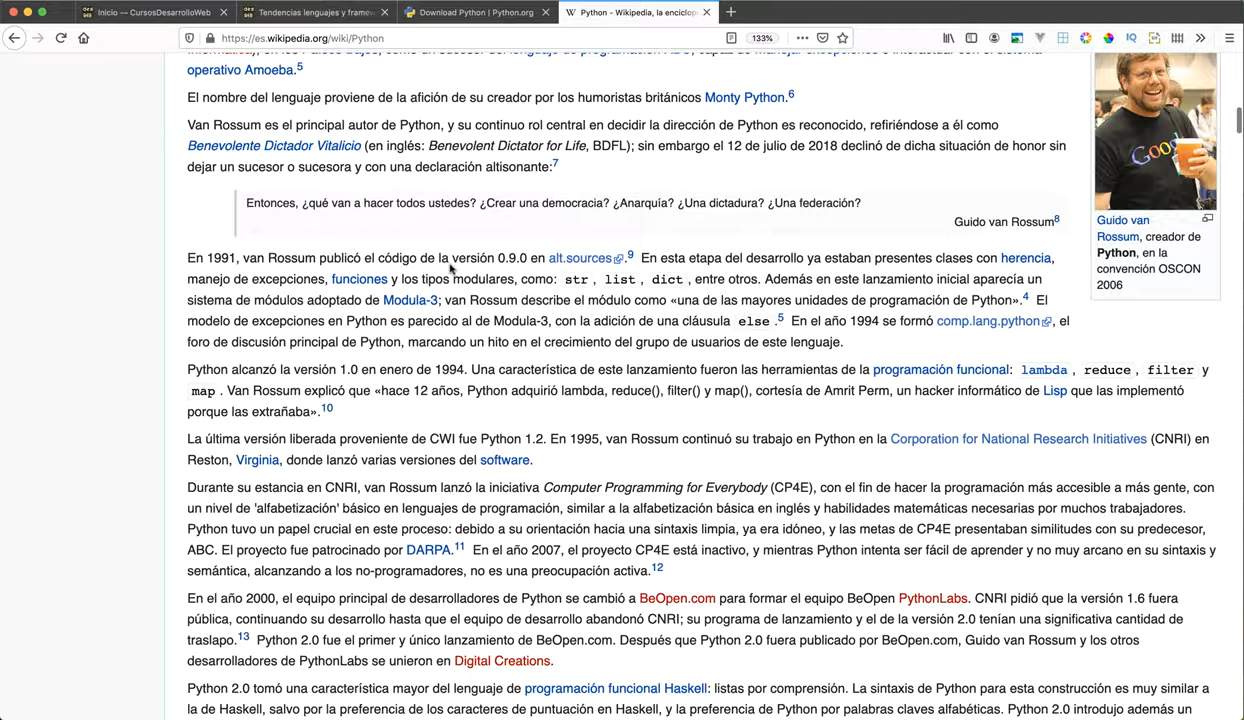 Inicio — CursosDesarrolloWeb
Tendencias lenguajes y framew
Download Python | Python.org
Python - Wikipedia, la enciclop
https://es.wikipedia.org/wiki/Python
133%
IQ
operativo Amoeba.5
El nombre del lenguaje proviene de la afición de su creador por los humoristas británicos Monty Python.6
Van Rossum es el principal autor de Python, y su continuo rol central en decidir la dirección de Python es reconocido, refiriéndose a él como
Benevolente Dictador Vitalicio (en inglés: Benevolent Dictator for Life, BDFL); sin embargo el 12 de julio de 2018 declinó de dicha situación de honor sin
dejar un sucesor o sucesora y con una declaración altisonante:7
Entonces, ¿qué van a hacer todos ustedes? ¿Crear una democracia? ¿Anarquía? ¿Una dictadura? ¿Una federación?
Guido van Rossum8
En 1991, van Rossum publicó el código de la versión 0.9.0 en alt.sources.9 En esta etapa del desarrollo ya estaban presentes clases con herencia,
manejo de excepciones, funciones y los tipos modulares, como: str, list, dict, entre otros. Además en este lanzamiento inicial aparecía un
sistema de módulos adoptado de Modula-3; van Rossum describe el módulo como «una de las mayores unidades de programación de Python».4 El
modelo de excepciones en Python es parecido al de Modula-3, con la adición de una cláusula else.5 En el año 1994 se formó comp.lang.python, el
foro de discusión principal de Python, marcando un hito en el crecimiento del grupo de usuarios de este lenguaje.
Python alcanzó la versión 1.0 en enero de 1994. Una característica de este lanzamiento fueron las herramientas de la programación funcional: lambda, reduce, filter y
map. Van Rossum explicó que «hace 12 años, Python adquirió lambda, reduce(), filter() y map(), cortesía de Amrit Perm, un hacker informático de Lisp que las implementó
porque las extrañaba».10
La última versión liberada proveniente de CWI fue Python 1.2. En 1995, van Rossum continuó su trabajo en Python en la Corporation for National Research Initiatives (CNRI) en
Reston, Virginia, donde lanzó varias versiones del software.
Durante su estancia en CNRI, van Rossum lanzó la iniciativa Computer Programming for Everybody (CP4E), con el fin de hacer la programación más accesible a más gente, con
un nivel de 'alfabetización' básico en lenguajes de programación, similar a la alfabetización básica en inglés y habilidades matemáticas necesarias por muchos trabajadores.
Python tuvo un papel crucial en este proceso: debido a su orientación hacia una sintaxis limpia, ya era idóneo, y las metas de CP4E presentaban similitudes con su predecesor,
ABC. El proyecto fue patrocinado por DARPA.11 En el año 2007, el proyecto CP4E está inactivo, y mientras Python intenta ser fácil de aprender y no muy arcano en su sintaxis y
semántica, alcanzando a los no-programadores, no es una preocupación activa.12
En el año 2000, el equipo principal de desarrolladores de Python se cambió a BeOpen.com para formar el equipo BeOpen PythonLabs. CNRI pidió que la versión 1.6 fuera
pública, continuando su desarrollo hasta que el equipo de desarrollo abandonó CNRI; su programa de lanzamiento y el de la versión 2.0 tenían una significativa cantidad de
traslapo.13 Python 2.0 fue el primer y único lanzamiento de BeOpen.com. Después que Python 2.0 fuera publicado por BeOpen.com, Guido van Rossum y los otros
desarrolladores de PythonLabs se unieron en Digital Creations.
Python 2.0 tomó una característica mayor del lenguaje de programación funcional Haskell: listas por comprensión. La sintaxis de Python para esta construcción es muy similar a
la de Haskell, salvo por la preferencia de los caracteres de puntuación en Haskell, y la preferencia de Python por palabras claves alfabéticas. Python 2.0 introdujo además un
Goo
Guido van
Rossum, creador de
Python, en la
convención OSCON
2006